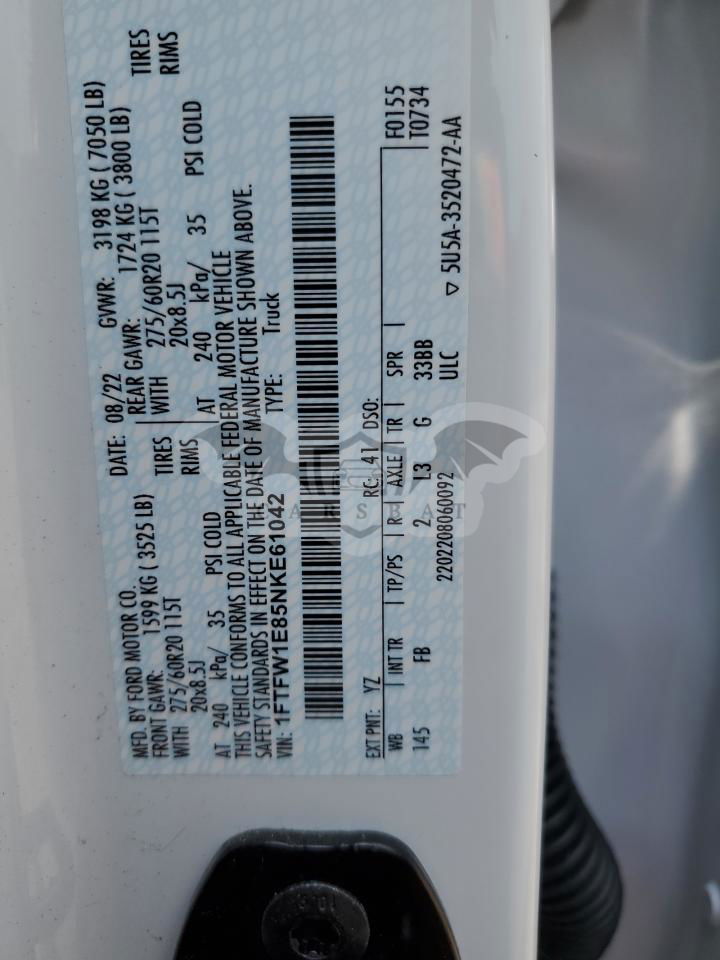 MFD. BY FORD MOTOR CO. DATE: 08/22 GVWR: 3198 KG ( 7050 LB)
FRONT GAWR: 1599 KG ( 3525 LB) REAR GAWR: 1724 KG ( 3800 LB)
WITH 275/60R20 115T TIRES WITH 275/60R20 115T TIRES
20x8.5J RIMS 20x8.5J RIMS
AT 240 kPa/ 35 PSI COLD AT 240 kPa/ 35 PSI COLD
THIS VEHICLE CONFORMS TO ALL APPLICABLE FEDERAL MOTOR VEHICLE
SAFETY STANDARDS IN EFFECT ON THE DATE OF MANUFACTURE SHOWN ABOVE.
VIN: 1FTFW1E85NKE61042 TYPE: Truck
EXT PNT: YZ RC: 41 DSO: F0155
WB INT TR TP/PS R AXLE TR SPR T0734
145 FB 2 L3 G 33BB
2202208060092 ULC ▽ 5U5A-3520472-AA
CARSBAT
10.9